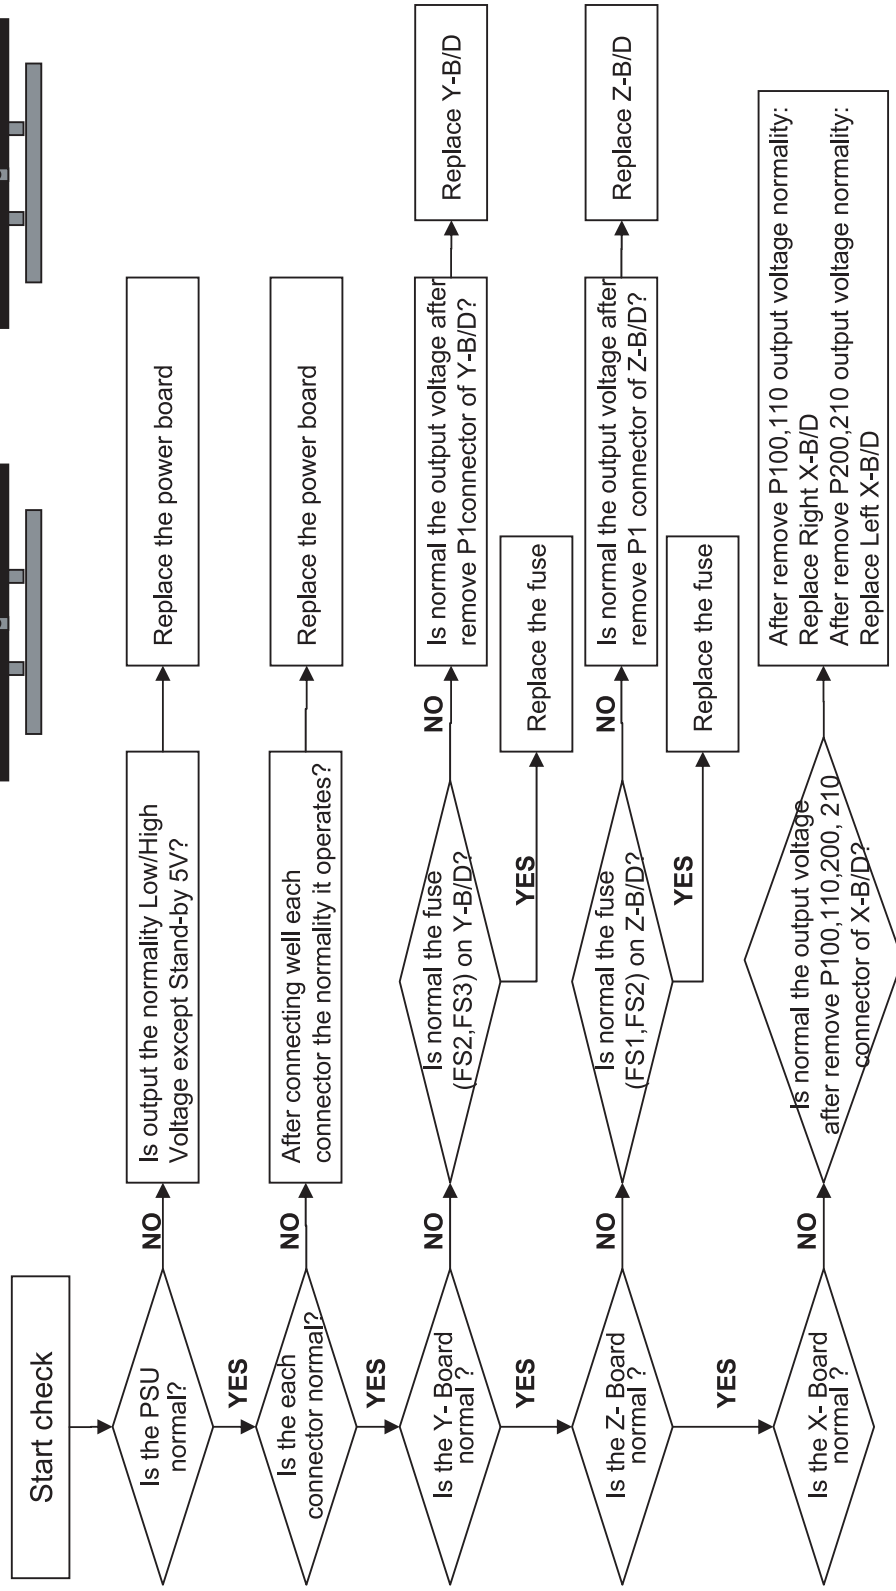 Start check
Is the PSU
normal?
NO
Is output the normality Low/High
Voltage except Stand-by 5V?
Replace the power board
YES
Is the each
connector normal?
NO
After connecting well each
connector the normality it operates?
Replace the power board
YES
Is the Y- Board
normal ?
NO
Is normal the fuse
(FS2,FS3) on Y-B/D?
NO
Is normal the output voltage after
remove P1connector of Y-B/D?
Replace Y-B/D
YES
Replace the fuse
YES
Is the Z- Board
normal ?
NO
Is normal the fuse
(FS1,FS2) on Z-B/D?
NO
Is normal the output voltage after
remove P1 connector of Z-B/D?
Replace Z-B/D
YES
Replace the fuse
YES
Is the X- Board
normal ?
NO
Is normal the output voltage
after remove P100,110,200, 210
connector of X-B/D?
After remove P100,110 output voltage normality:
Replace Right X-B/D
After remove P200,210 output voltage normality:
Replace Left X-B/D